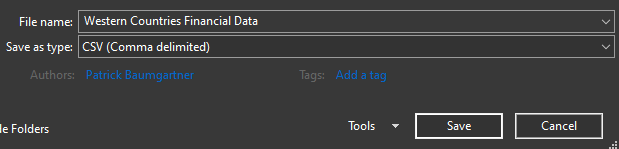 File name: Western Countries Financial Data
Save as type: CSV (Comma delimited)
Authors: Patrick Baumgartner Tags: Add a tag
Folders Tools Save Cancel